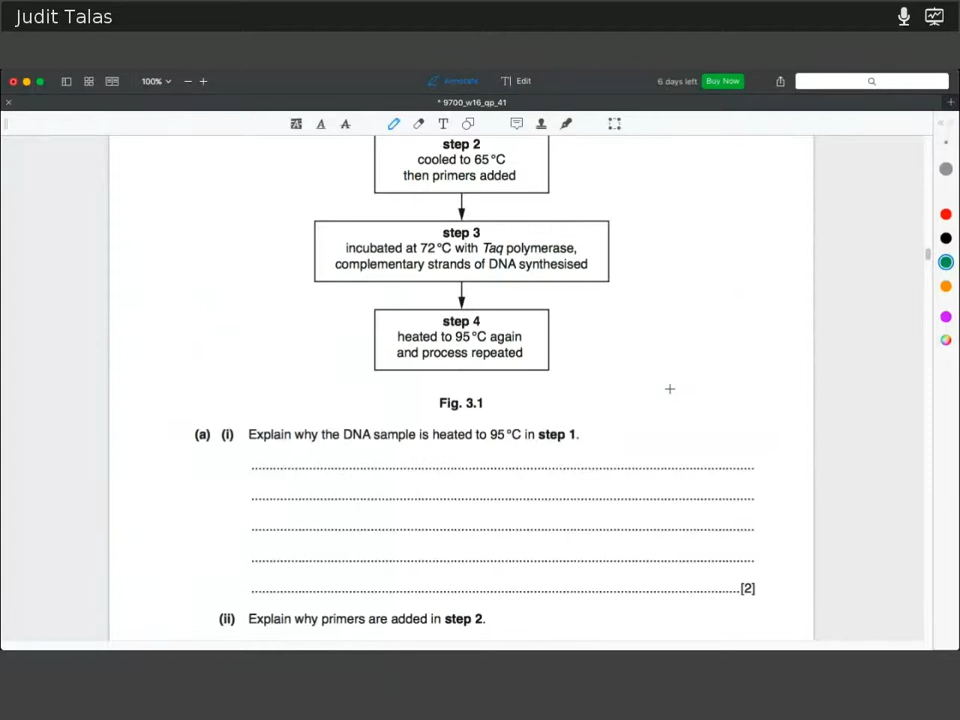 Judit Talas
100%
Annotate
Edit
6 days left
Buy Now
* 9700_w16_qp_41
step 2
cooled to 65 °C
then primers added
step 3
incubated at 72 °C with Taq polymerase,
complementary strands of DNA synthesised
step 4
heated to 95 °C again
and process repeated
Fig. 3.1
(a) (i) Explain why the DNA sample is heated to 95 °C in step 1.
[2]
(ii) Explain why primers are added in step 2.